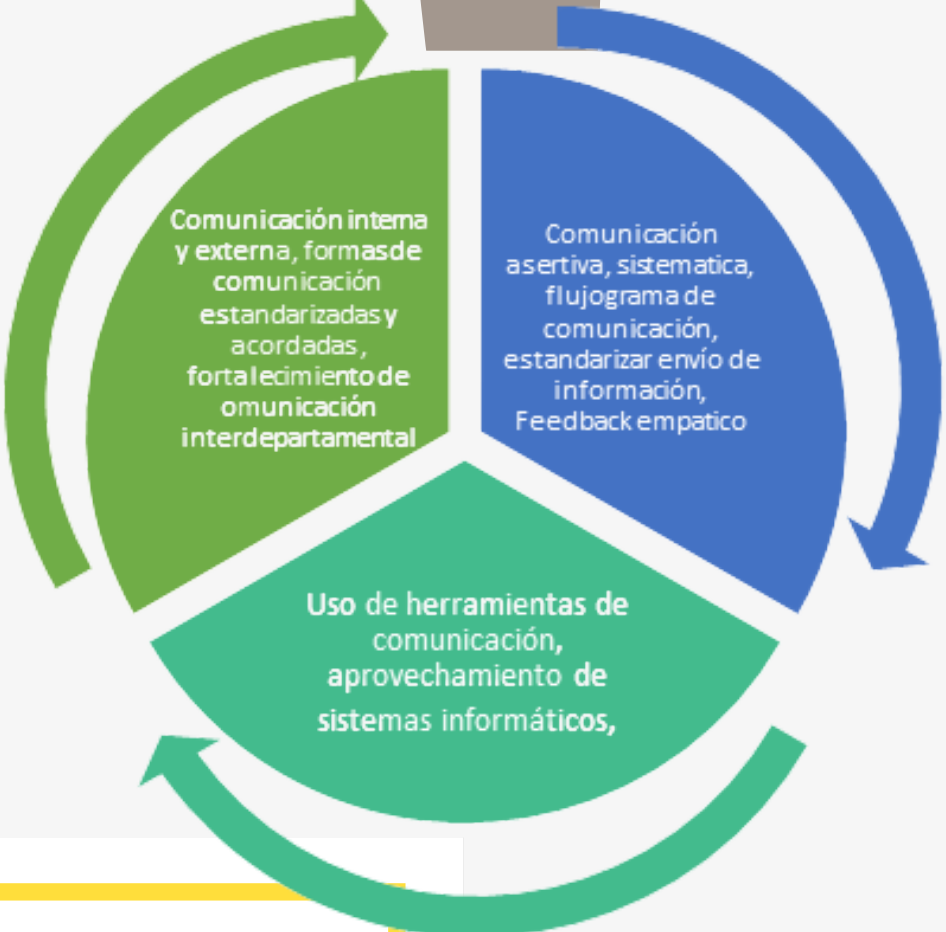 Comunicación interna
y externa, formas de
comunicación
estandarizadas y
acordadas,
fortalecimiento de
omunicación
interdepartamental
Comunicación
asertiva, sistematica,
flujograma de
comunicación,
estandarizar envío de
información,
Feedback empatico
Uso de herramientas de
comunicación,
aprovechamiento de
sistemas informáticos,